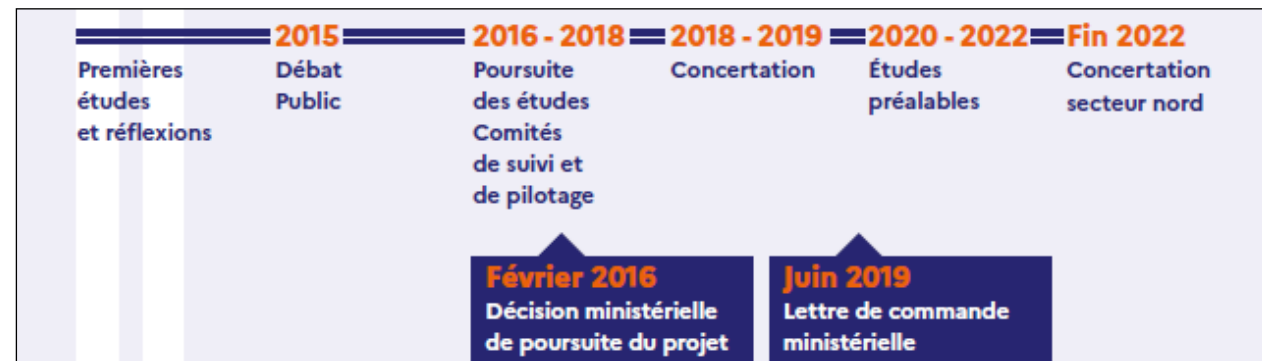 2015
2016 - 2018
2018 - 2019
2020 - 2022
Fin 2022
Premières
études
et réflexions
Débat
Public
Poursuite
des études
Comités
de suivi et
de pilotage
Concertation
Études
préalables
Concertation
secteur nord
Février 2016
Décision ministérielle
de poursuite du projet
Juin 2019
Lettre de commande
ministérielle